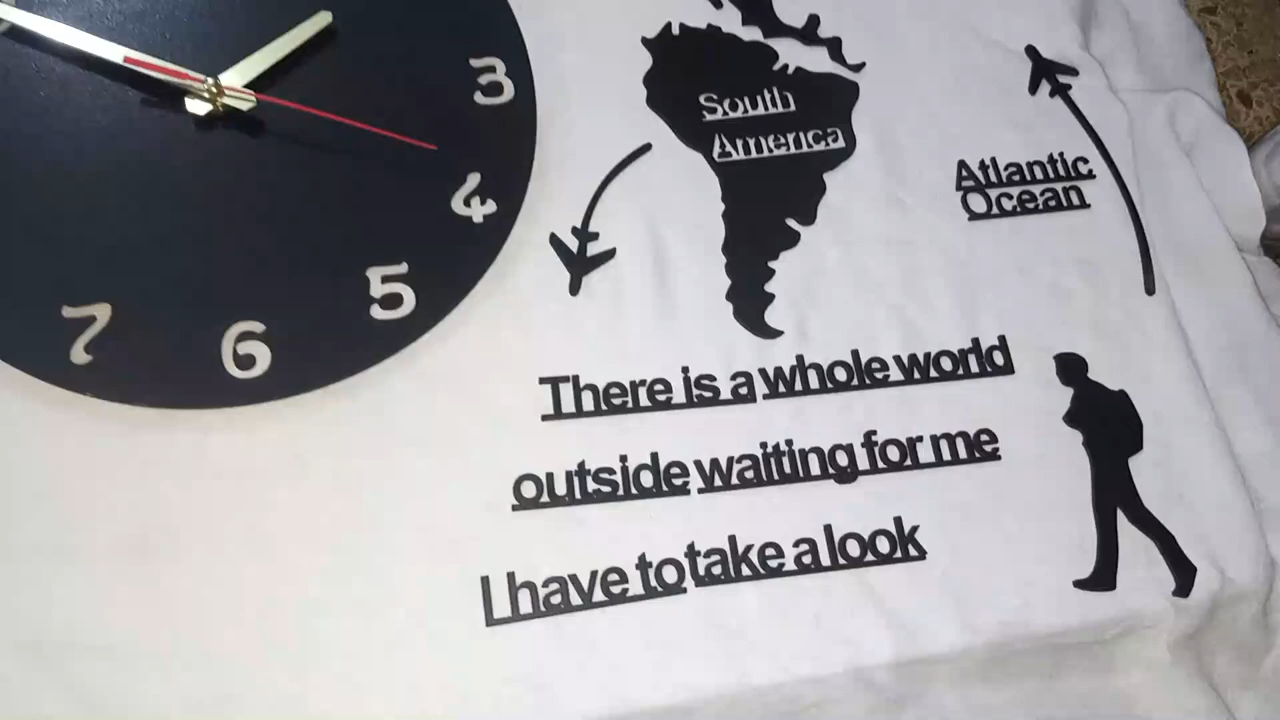 3
4
5
6
7
South
America
Atlantic
Ocean
There is a whole world
outside waiting for me
I have to take a look